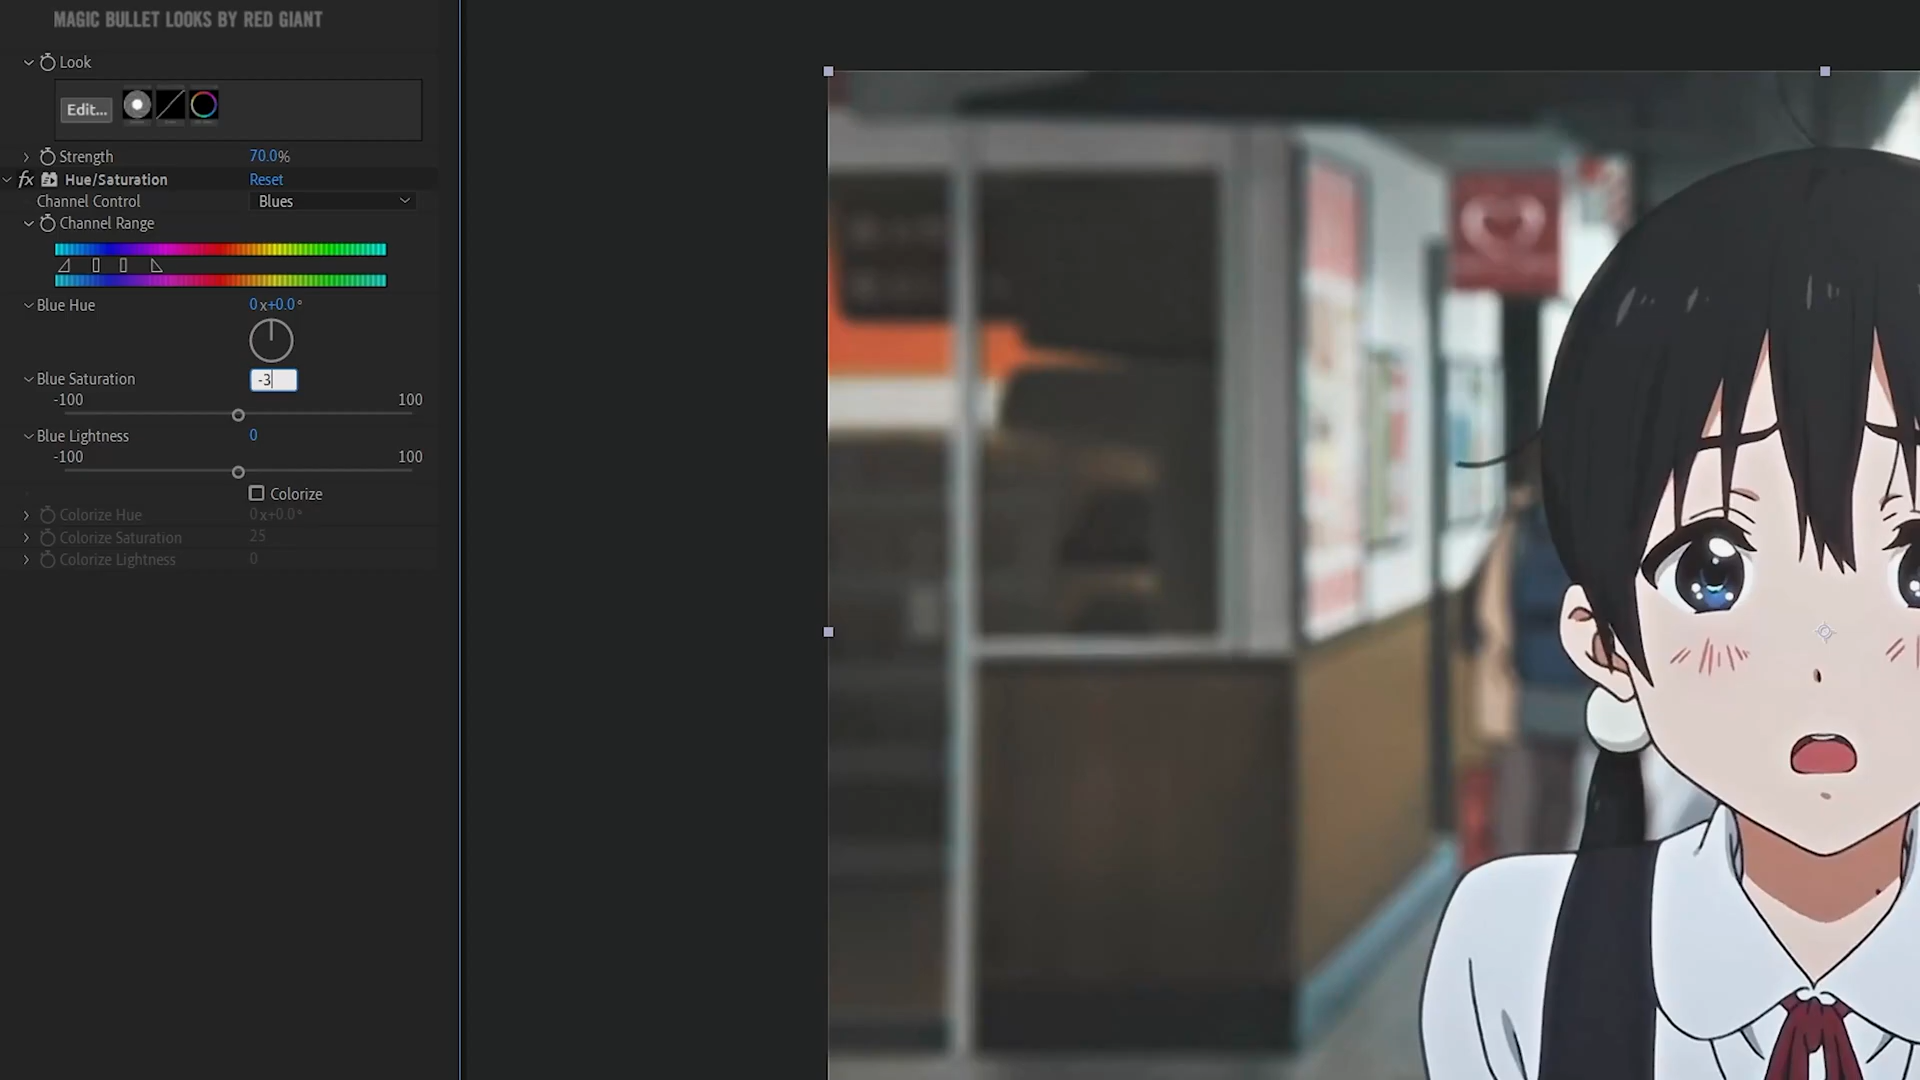 MAGIC BULLET LOOKS BY RED GIANT
Look
Edit...
Strength 70.0%
fx Hue/Saturation Reset
Channel Control Blues
Channel Range
Blue Hue 0x+0.0°
Blue Saturation -3
-100 100
Blue Lightness 0
-100 100
Colorize
Colorize Hue 0x+0.0°
Colorize Saturation 25
Colorize Lightness 0